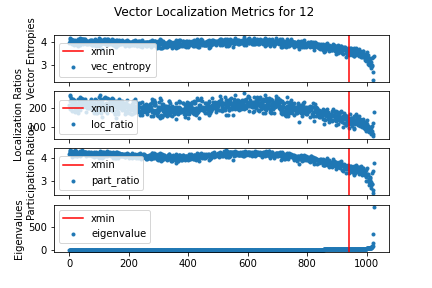 Vector Localization Metrics for 12
Vector Entropies
4
3
xmin
vec_entropy
Localization Ratios
200
100
xmin
loc_ratio
Participation Ratios
4
3
xmin
part_ratio
Eigenvalues
500
0
xmin
eigenvalue
0 200 400 600 800 1000